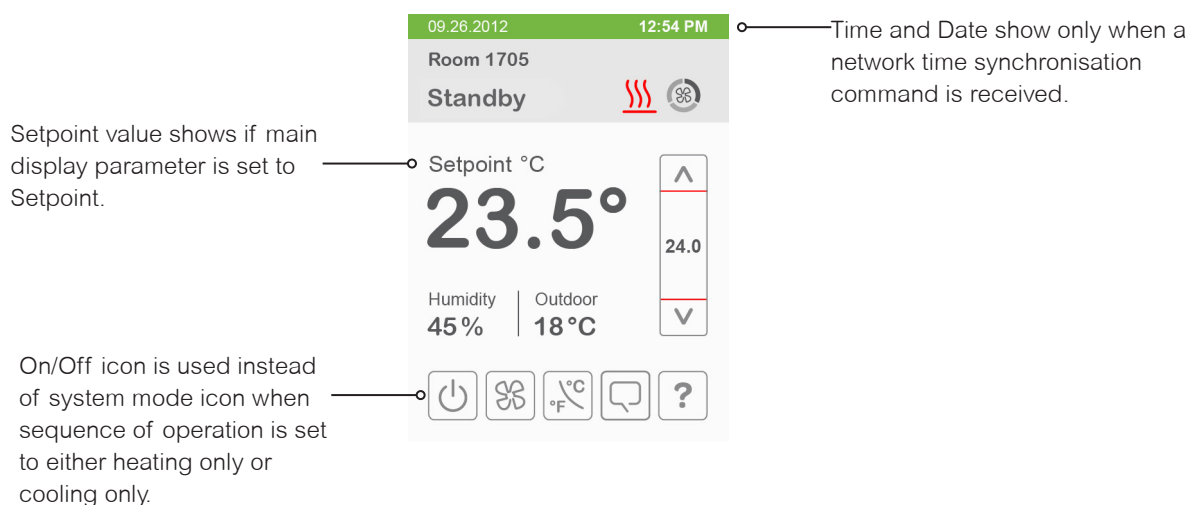 09.26.2012 12:54 PM
Room 1705
Standby
Time and Date show only when a
network time synchronisation
command is received.
Setpoint value shows if main
display parameter is set to
Setpoint.
Setpoint °C
23.5°
24.0
Humidity Outdoor
45% 18°C
On/Off icon is used instead
of system mode icon when
sequence of operation is set
to either heating only or
cooling only.
°C
°F
?